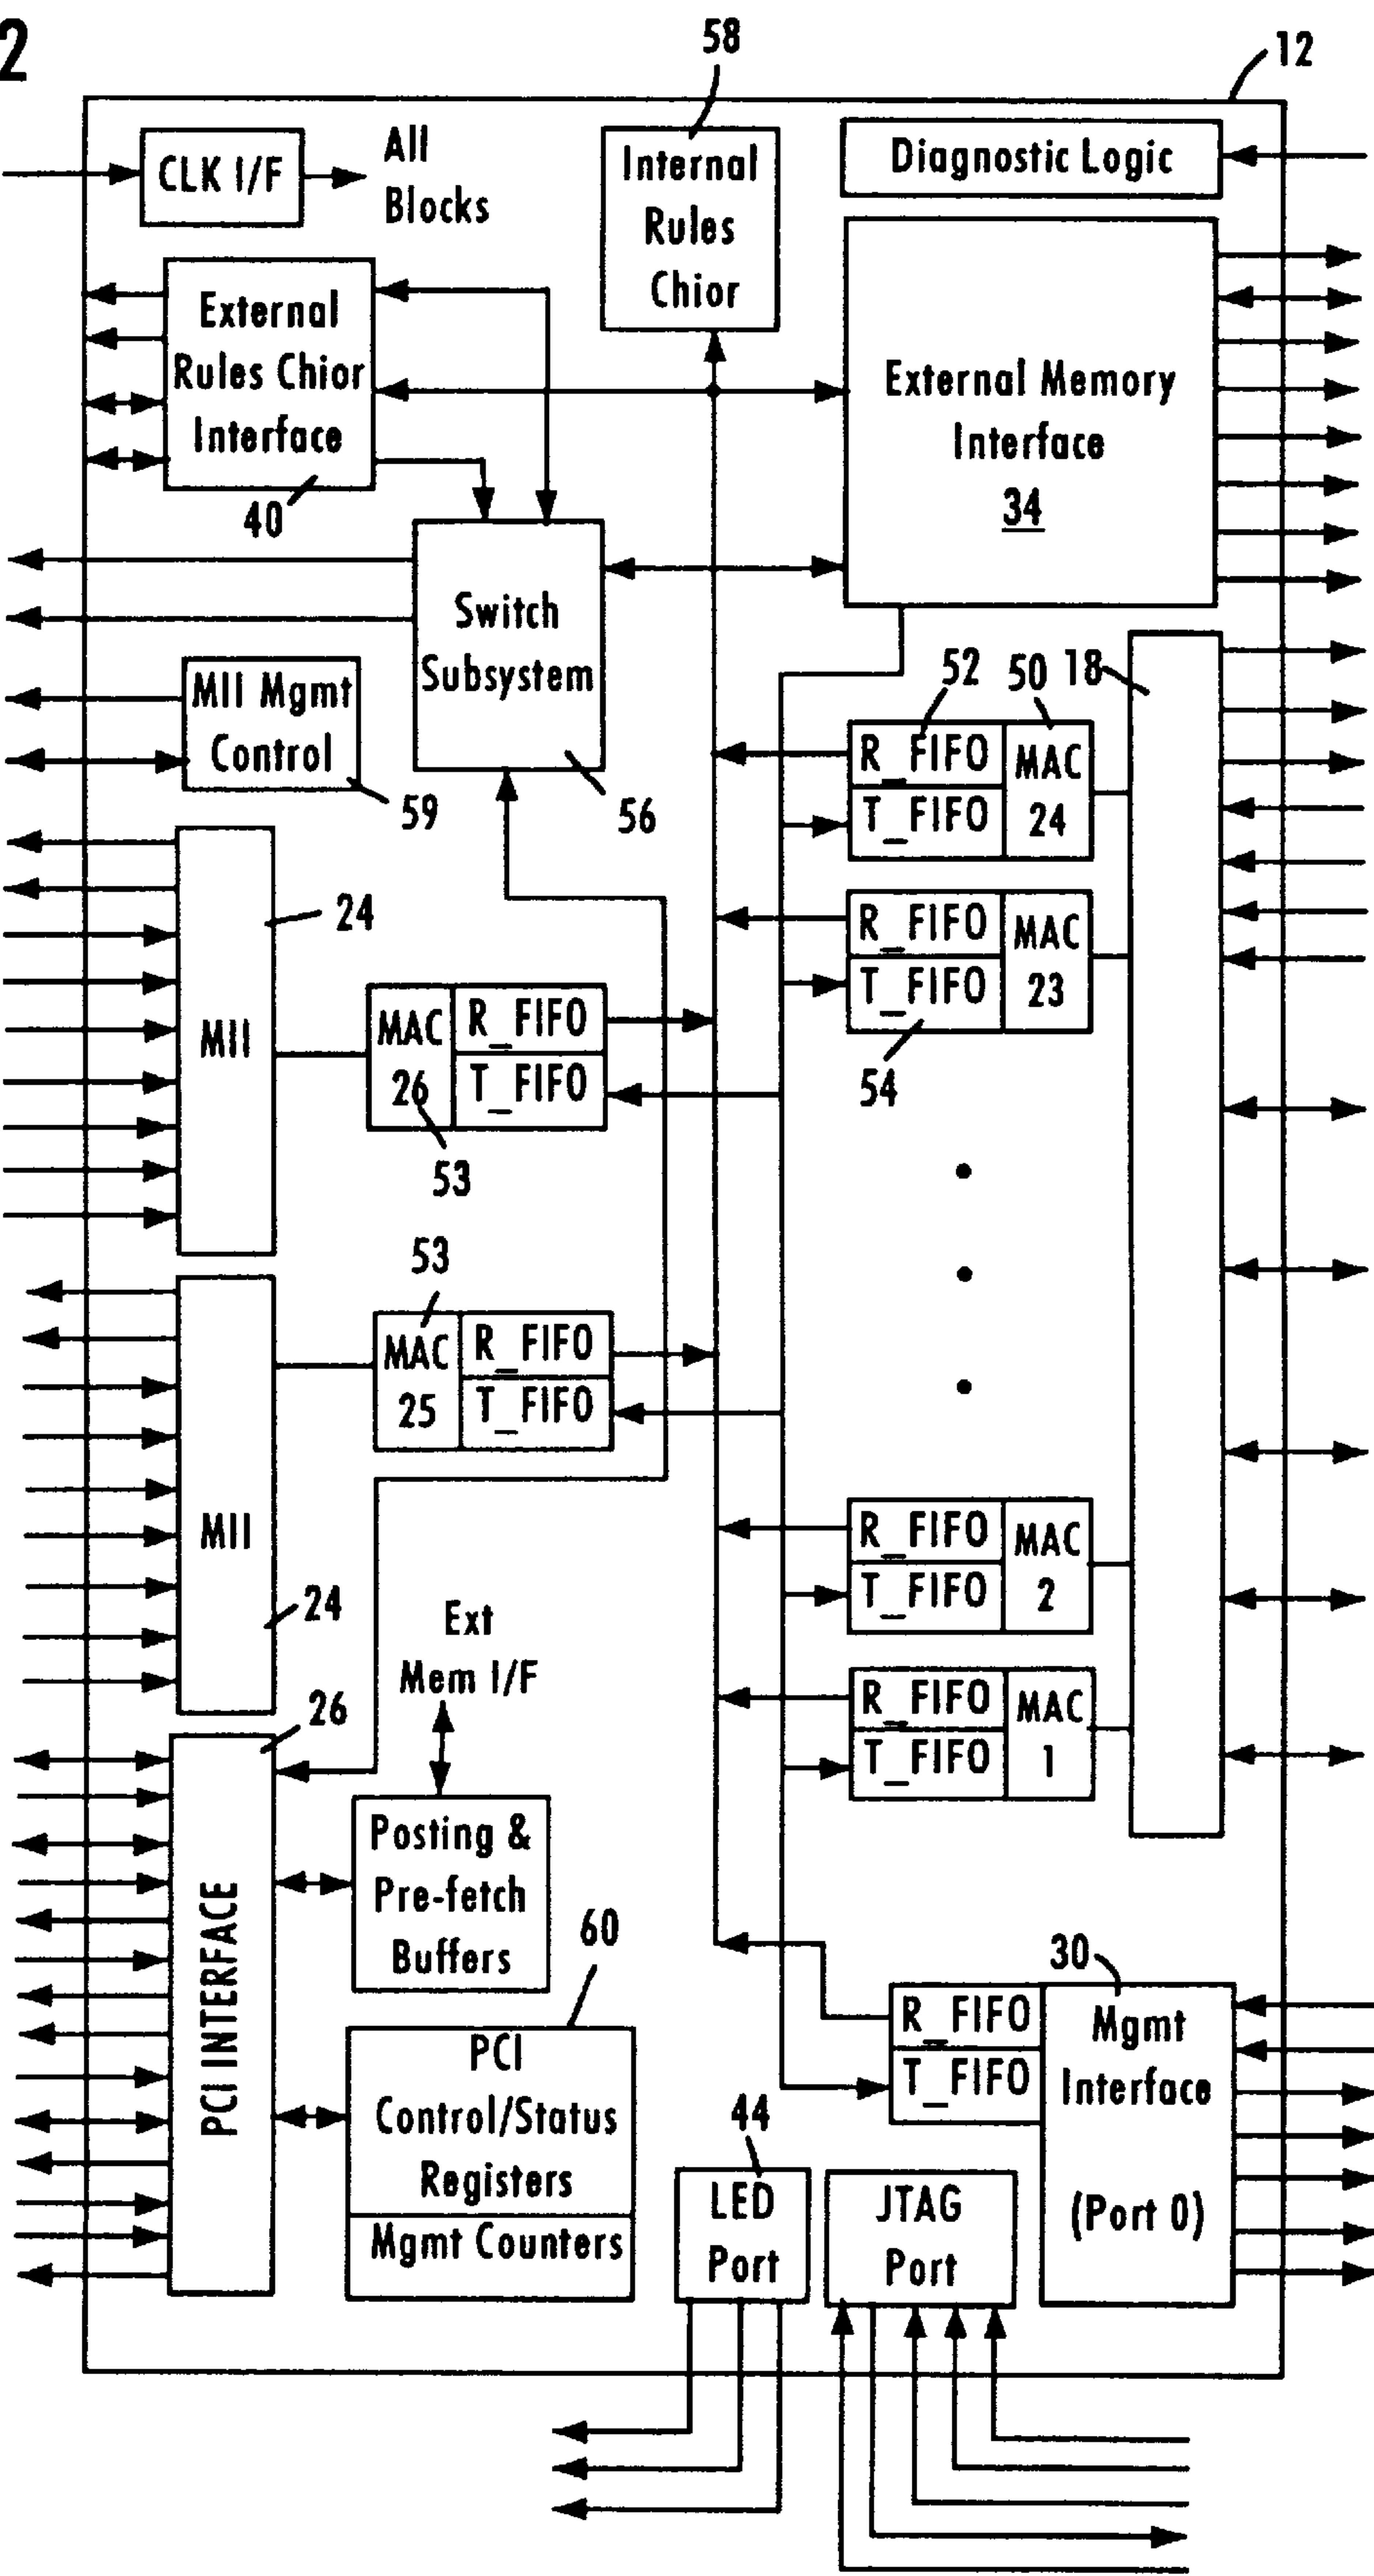 2
58
12
CLK I/F
All
Blocks
Internal
Rules
Chior
Diagnostic Logic
External
Rules Chior
Interface
40
External Memory
Interface
34
Switch
Subsystem
56
MII Mgmt
Control
59
52
50
18
R_FIFO
T_FIFO
MAC
24
R_FIFO
T_FIFO
MAC
23
54
24
MII
MAC
26
R_FIFO
T_FIFO
53
53
MAC
25
R_FIFO
T_FIFO
MII
24
R_FIFO
T_FIFO
MAC
2
R_FIFO
T_FIFO
MAC
1
Ext
Mem I/F
26
PCI INTERFACE
Posting &
Pre-fetch
Buffers
60
PCI
Control/Status
Registers
Mgmt Counters
30
R_FIFO
T_FIFO
Mgmt
Interface
(Port 0)
44
LED
Port
JTAG
Port